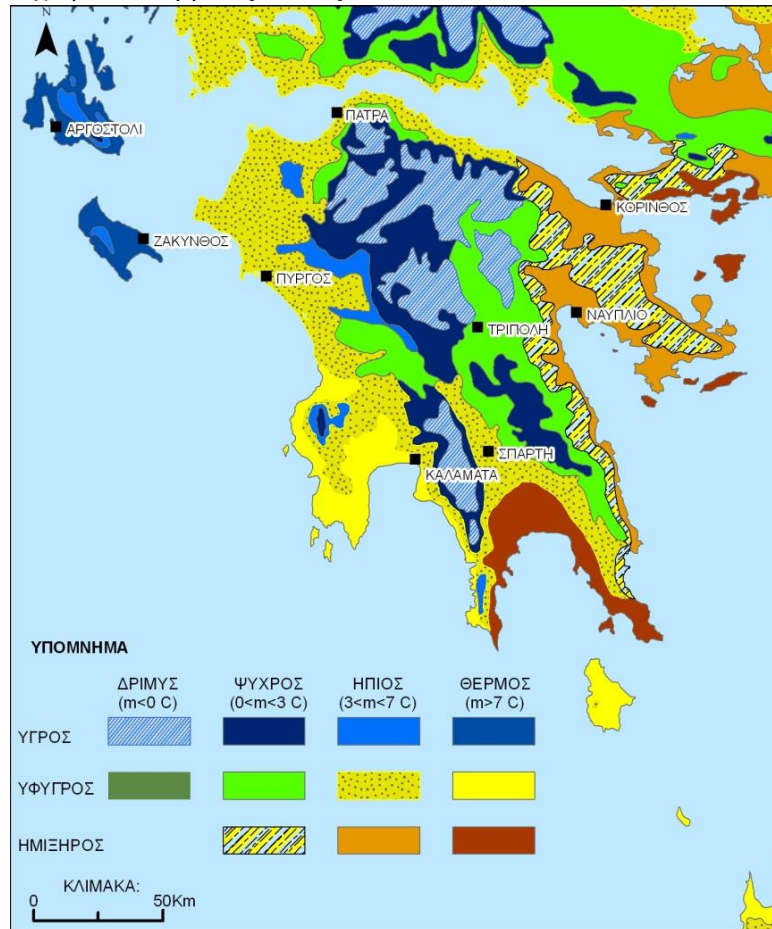 N
ΠΑΤΡΑ
ΑΡΓΟΣΤΟΛΙ
ΚΟΡΙΝΘΟΣ
ΖΑΚΥΝΘΟΣ
ΠΥΡΓΟΣ
ΝΑΥΠΛΙΟ
ΤΡΙΠΟΛΗ
ΣΠΑΡΤΗ
ΚΑΛΑΜΑΤΑ
ΥΠΟΜΝΗΜΑ
ΔΡΙΜΥΣ ΨΥΧΡΟΣ ΗΠΙΟΣ ΘΕΡΜΟΣ
(m<0 C) (0<m<3 C) (3<m<7 C) (m>7 C)
ΥΓΡΟΣ
ΥΦΥΓΡΟΣ
ΗΜΙΞΗΡΟΣ
ΚΛΙΜΑΚΑ:
0 50Km